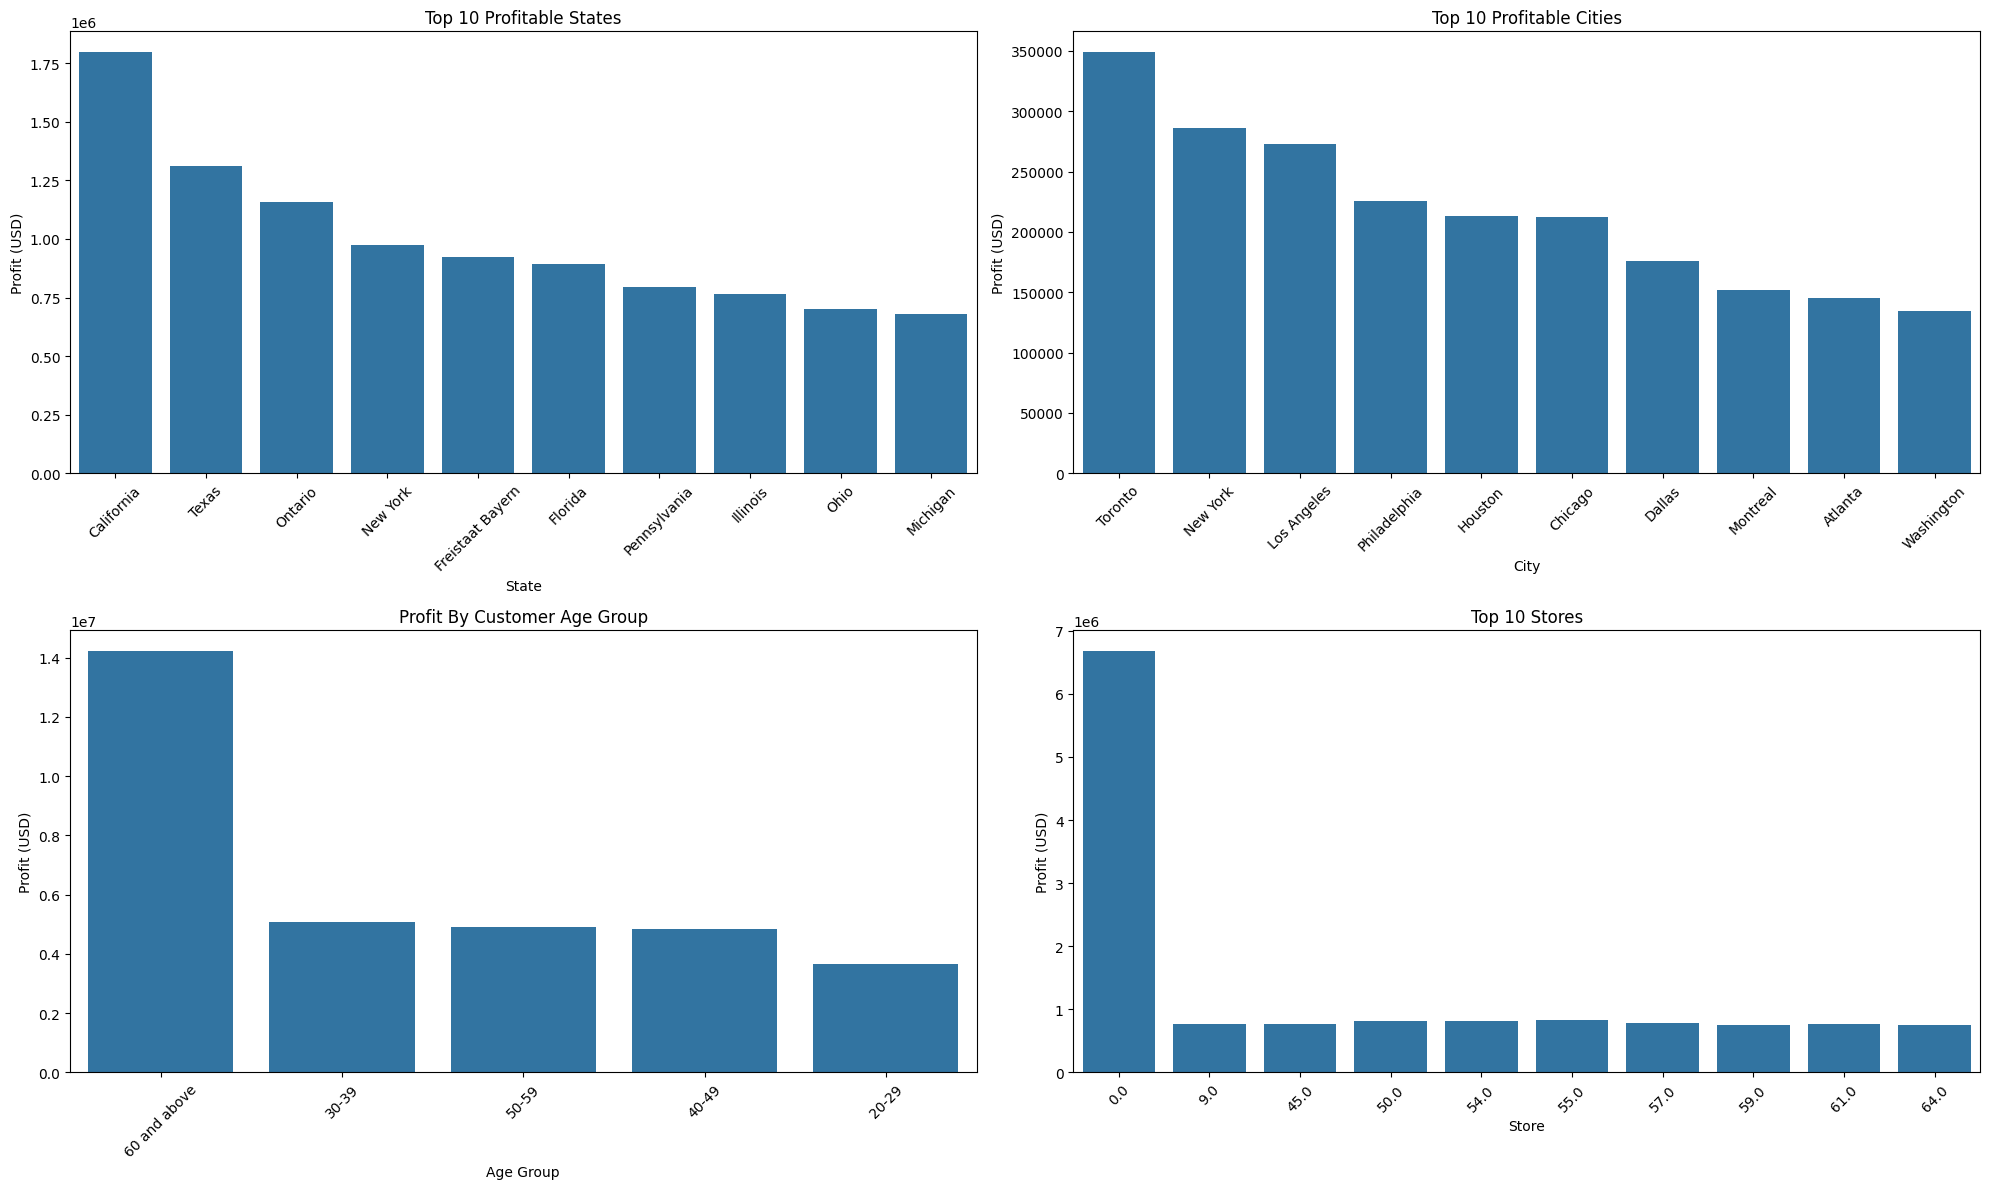 Top 10 Profitable States
1e6
1.75
1.50
1.25
1.00
0.75
0.50
0.25
0.00
Profit (USD)
California
Texas
Ontario
New York
Freistaat Bayern
Florida
Pennsylvania
Illinois
Ohio
Michigan
State
Top 10 Profitable Cities
350000
300000
250000
200000
150000
100000
50000
0
Profit (USD)
Toronto
New York
Los Angeles
Philadelphia
Houston
Chicago
Dallas
Montreal
Atlanta
Washington
City
Profit By Customer Age Group
1e7
1.4
1.2
1.0
0.8
0.6
0.4
0.2
0.0
Profit (USD)
60 and above
30-39
50-59
40-49
20-29
Age Group
Top 10 Stores
1e6
7
6
5
4
3
2
1
0
Profit (USD)
0.0
9.0
45.0
50.0
54.0
55.0
57.0
59.0
61.0
64.0
Store